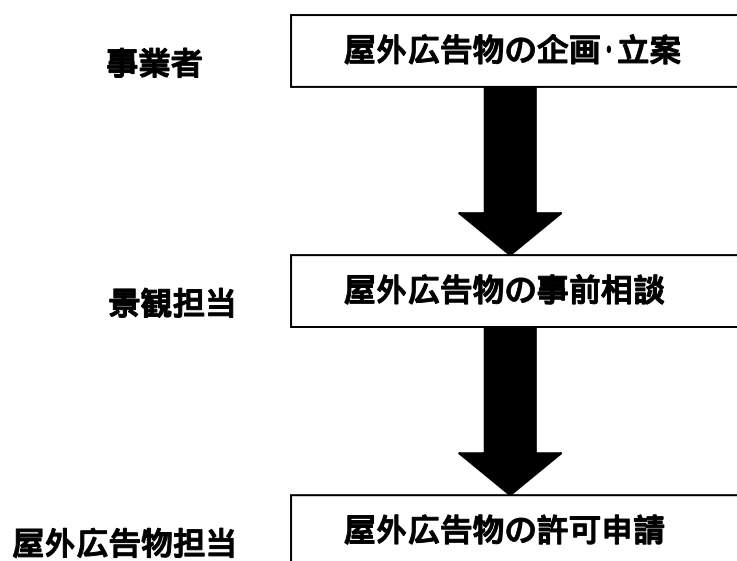 事業者
屋外広告物の企画・立案
景観担当
屋外広告物の事前相談
屋外広告物担当
屋外広告物の許可申請